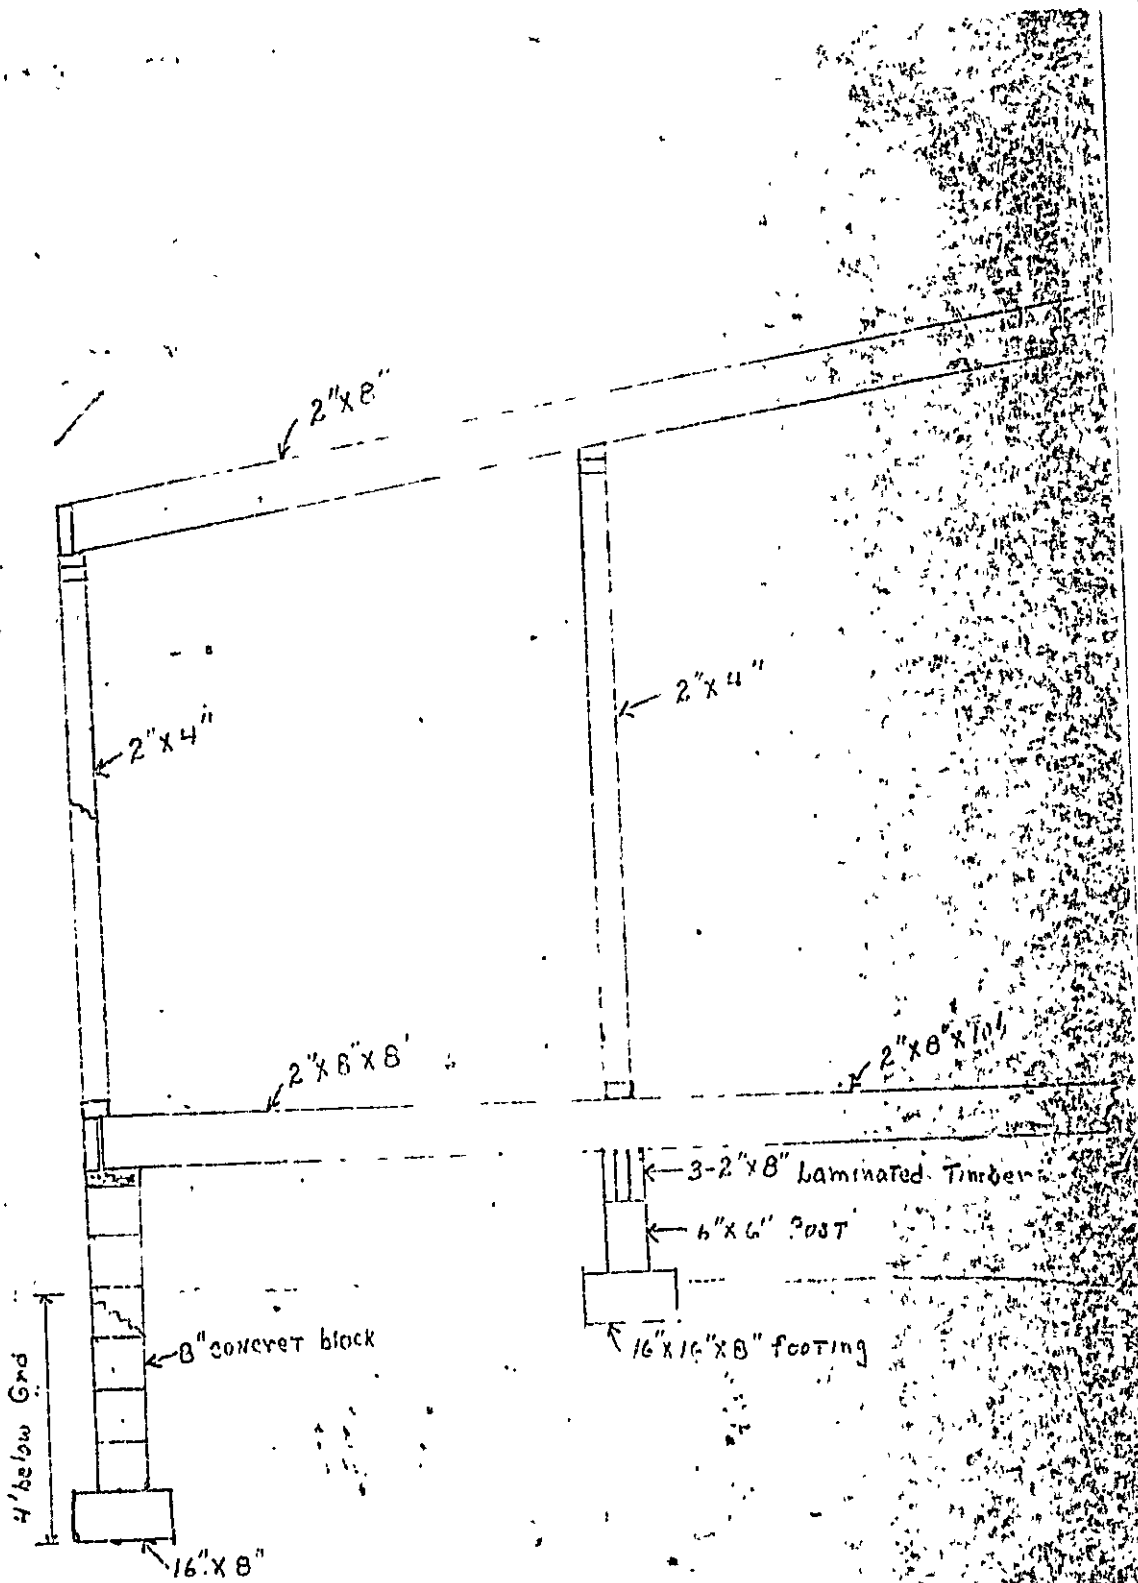 2"X8"
2"X4"
2"X4"
2"X8"X8'
2"X8"X
3-2"X8" Laminated Timber
6"X6" POST
16"X16"X8" footing
8" concret block
4' below Grd
16"X8"